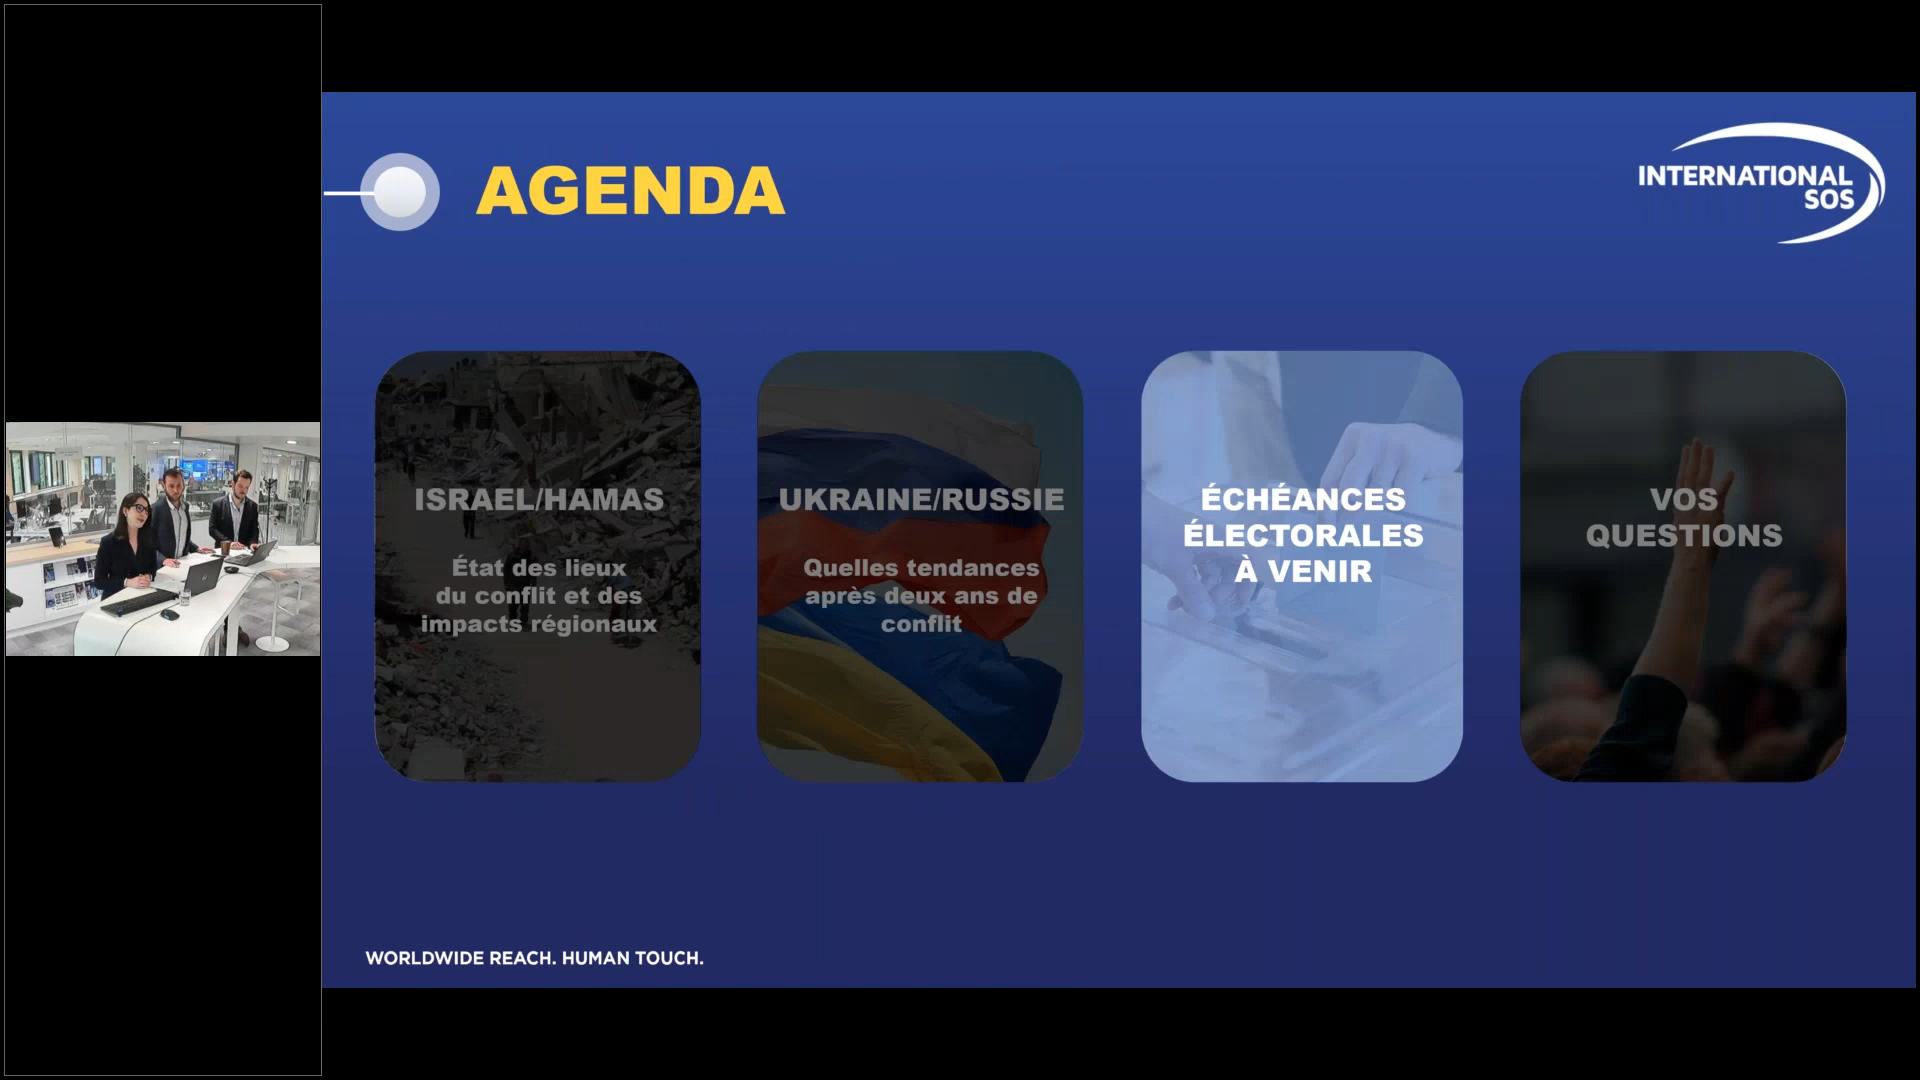 AGENDA
INTERNATIONAL
SOS
ISRAEL/HAMAS
État des lieux
du conflit et des
impacts régionaux
UKRAINE/RUSSIE
Quelles tendances
après deux ans de
conflit
ÉCHÉANCES
ÉLECTORALES
À VENIR
VOS
QUESTIONS
WORLDWIDE REACH. HUMAN TOUCH.